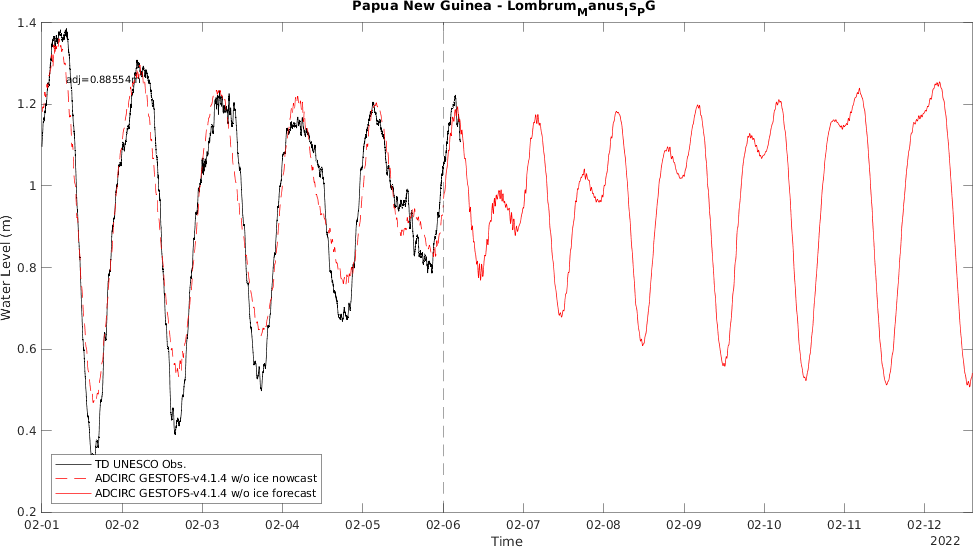 Papua New Guinea - Lombrum_Manus_Is_PG
1.4
1.2
1
0.8
0.6
0.4
0.2
Water Level (m)
adj=0.88554m
TD UNESCO Obs.
ADCIRC GESTOFS-v4.1.4 w/o ice nowcast
ADCIRC GESTOFS-v4.1.4 w/o ice forecast
02-01 02-02 02-03 02-04 02-05 02-06 02-07 02-08 02-09 02-10 02-11 02-12
Time
2022